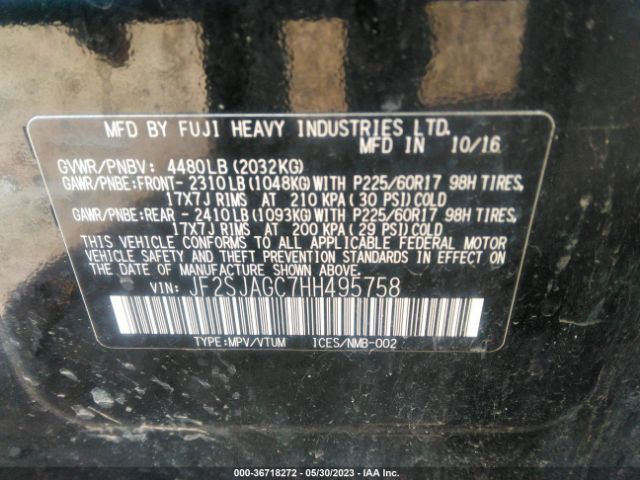 MFD BY FUJI HEAVY INDUSTRIES LTD.
MFD IN 10/16
GVWR/PNBV: 4480LB (2032KG)
GAWR/PNBE:FRONT- 2310LB (1048KG) WITH P225/60R17 98H TIRES,
17X7J RIMS AT 210 KPA (30 PSI) COLD
GAWR/PNBE:REAR - 2410LB (1093KG) WITH P225/60R17 98H TIRES,
17X7J RIMS AT 200 KPA (29 PSI) COLD
THIS VEHICLE CONFORMS TO ALL APPLICABLE FEDERAL MOTOR
VEHICLE SAFETY AND THEFT PREVENTION STANDARDS IN EFFECT
ON THE DATE OF MANUFACTURE SHOWN ABOVE.
VIN: JF2SJAGC7HH495758
TYPE:MPV/VTUM ICES/NMB-002
000-36718272 - 05/30/2023 - IAA Inc.